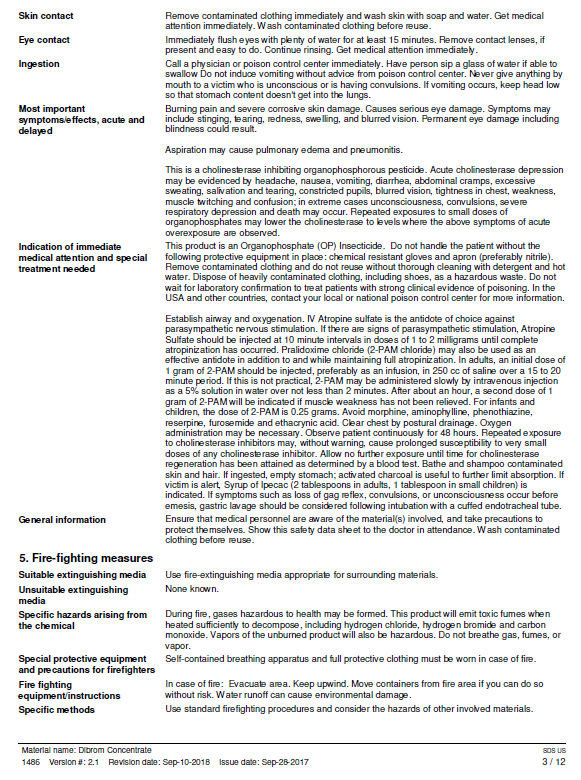 Skin contact Remove contaminated clothing immediately and wash skin with soap and water. Get medical
attention immediately. Wash contaminated clothing before reuse.
Eye contact Immediately flush eyes with plenty of water for at least 15 minutes. Remove contact lenses, if
present and easy to do. Continue rinsing. Get medical attention immediately.
Ingestion Call a physician or poison control center immediately. Have person sip a glass of water if able to
swallow Do not induce vomiting without advice from poison control center. Never give anything by
mouth to a victim who is unconscious or is having convulsions. If vomiting occurs, keep head low
so that stomach content doesn't get into the lungs.
Most important Burning pain and severe corrosive skin damage. Causes serious eye damage. Symptoms may
symptoms/effects, acute and include stinging, tearing, redness, swelling, and blurred vision. Permanent eye damage including
delayed blindness could result.
Aspiration may cause pulmonary edema and pneumonitis.
This is a cholinesterase inhibiting organophosphorous pesticide. Acute cholinesterase depression
may be evidenced by headache, nausea, vomiting, diarrhea, abdominal cramps, excessive
sweating, salivation and tearing, constricted pupils, blurred vision, tightness in chest, weakness,
muscle twitching and confusion; in extreme cases unconsciousness, convulsions, severe
respiratory depression and death may occur. Repeated exposures to small doses of
organophosphates may lower the cholinesterase to levels where the above symptoms of acute
overexposure are observed.
Indication of immediate This product is an Organophosphate (OP) Insecticide. Do not handle the patient without the
medical attention and special following protective equipment in place: chemical resistant gloves and apron (preferably nitrile).
treatment needed Remove contaminated clothing and do not reuse without thorough cleaning with detergent and hot
water. Dispose of heavily contaminated clothing, including shoes, as a hazardous waste. Do not
wait for laboratory confirmation to treat patients with strong clinical evidence of poisoning. In the
USA and other countries, contact your local or national poison control center for more information.
Establish airway and oxygenation. IV Atropine sulfate is the antidote of choice against
parasympathetic nervous stimulation. If there are signs of parasympathetic stimulation, Atropine
Sulfate should be injected at 10 minute intervals in doses of 1 to 2 milligrams until complete
atropinization has occurred. Pralidoxime chloride (2-PAM chloride) may also be used as an
effective antidote in addition to and while maintaining full atropinization. In adults, an initial dose of
1 gram of 2-PAM should be injected, preferably as an infusion, in 250 cc of saline over a 15 to 20
minute period. If this is not practical, 2-PAM may be administered slowly by intravenous injection
as a 5% solution in water over not less than 2 minutes. After about an hour, a second dose of 1
gram of 2-PAM will be indicated if muscle weakness has not been relieved. For infants and
children, the dose of 2-PAM is 0.25 grams. Avoid morphine, aminophylline, phenothiazine,
reserpine, furosemide and ethacrynic acid. Clear chest by postural drainage. Oxygen
administration may be necessary. Observe patient continuously for 48 hours. Repeated exposure
to cholinesterase inhibitors may, without warning, cause prolonged susceptibility to very small
doses of any cholinesterase inhibitor. Allow no further exposure until time for cholinesterase
regeneration has been attained as determined by a blood test. Bathe and shampoo contaminated
skin and hair. If ingested, empty stomach; activated charcoal is useful to further limit absorption. If
victim is alert, Syrup of Ipecac (2 tablespoons in adults, 1 tablespoon in small children) is
indicated. If symptoms such as loss of gag reflex, convulsions, or unconsciousness occur before
emesis, gastric lavage should be considered following intubation with a cuffed endotracheal tube.
General information Ensure that medical personnel are aware of the material(s) involved, and take precautions to
protect themselves. Show this safety data sheet to the doctor in attendance. Wash contaminated
clothing before reuse.
5. Fire-fighting measures
Suitable extinguishing media Use fire-extinguishing media appropriate for surrounding materials.
Unsuitable extinguishing None known.
media
Specific hazards arising from During fire, gases hazardous to health may be formed. This product will emit toxic fumes when
the chemical heated sufficiently to decompose, including hydrogen chloride, hydrogen bromide and carbon
monoxide. Vapors of the unburned product will also be hazardous. Do not breathe gas, fumes, or
vapor.
Special protective equipment Self-contained breathing apparatus and full protective clothing must be worn in case of fire.
and precautions for firefighters
Fire fighting In case of fire: Evacuate area. Keep upwind. Move containers from fire area if you can do so
equipment/instructions without risk. Water runoff can cause environmental damage.
Specific methods Use standard firefighting procedures and consider the hazards of other involved materials.
Material name: Dibrom Concentrate SDS US
1486 Version #: 2.1 Revision date: Sep-10-2018 Issue date: Sep-28-2017 3 / 12